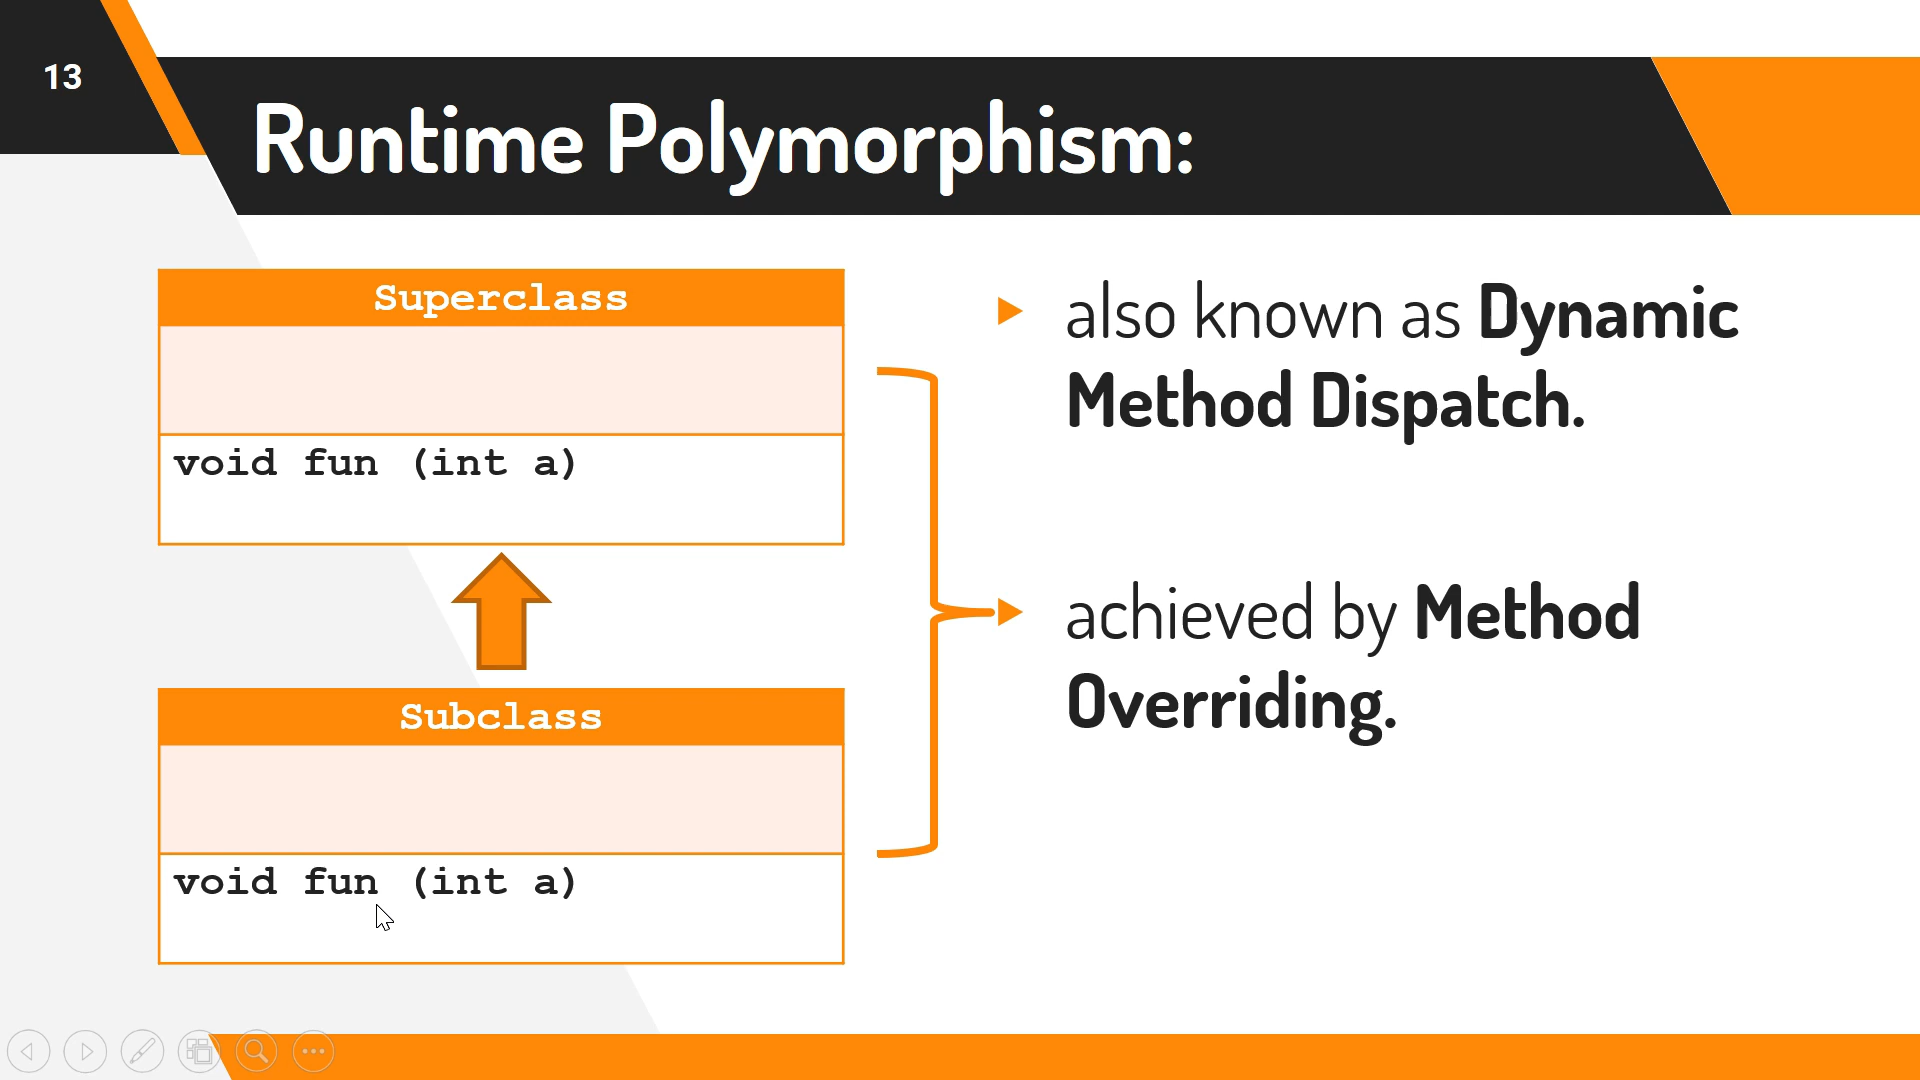 13
Runtime Polymorphism:
Superclass
void fun (int a)
Subclass
void fun (int a)
also known as Dynamic
Method Dispatch.
achieved by Method
Overriding.